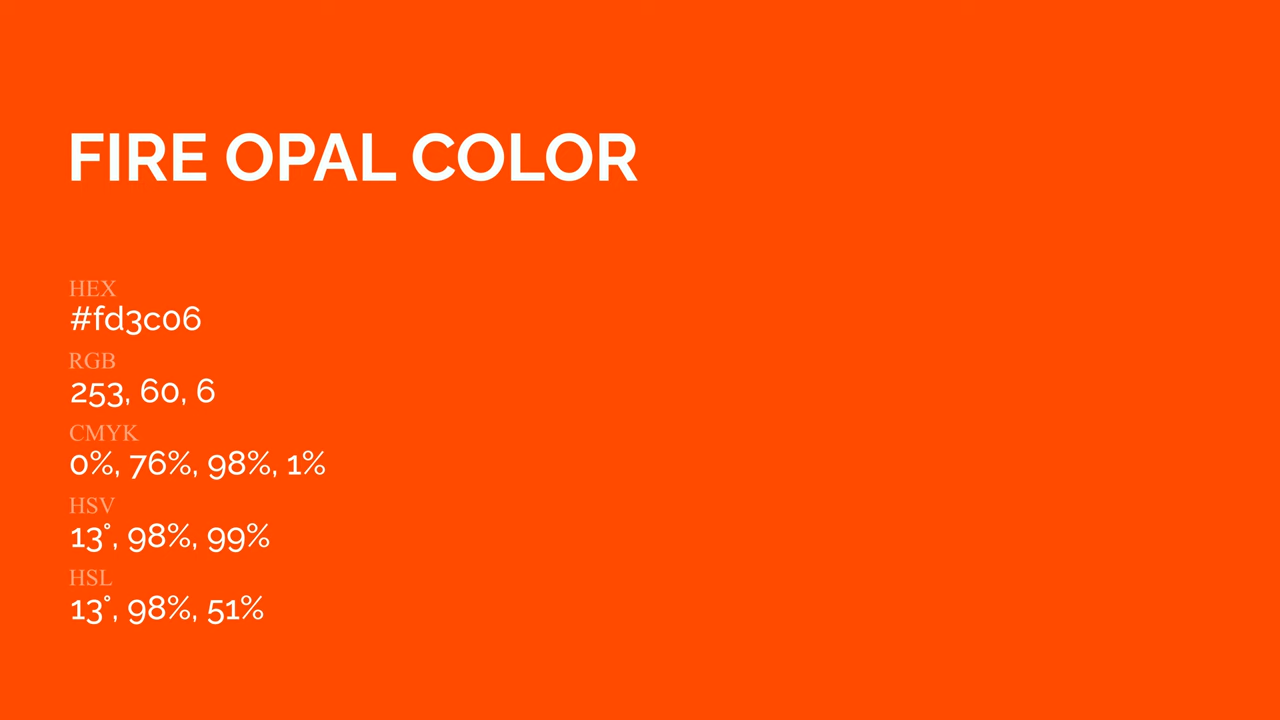 FIRE OPAL COLOR
HEX
#fd3c06
RGB
253, 60, 6
CMYK
0%, 76%, 98%, 1%
HSV
13°, 98%, 99%
HSL
13°, 98%, 51%